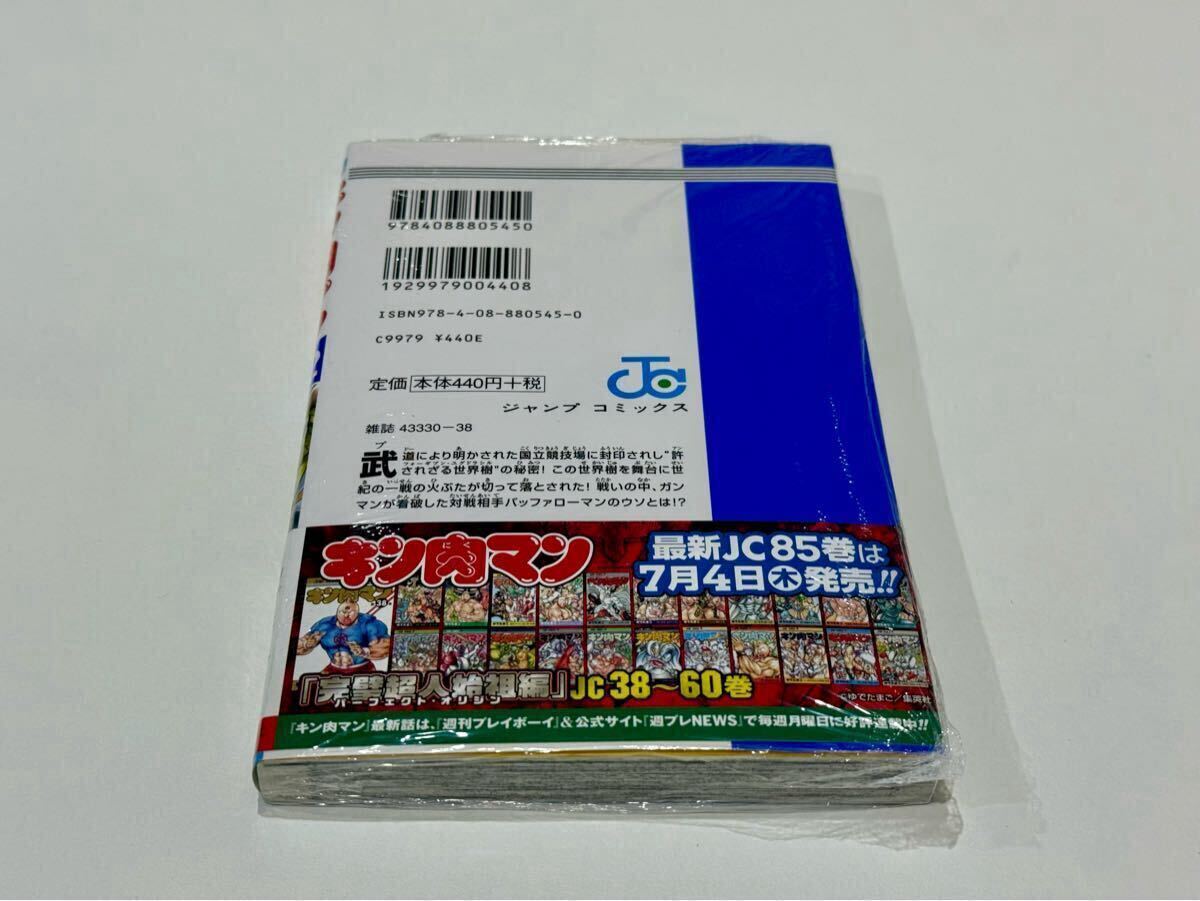 9784088805450
1929979004408
ISBN978-4-08-880545-0
C9979 ¥440E
定価 本体440円+税
JC
ジャンプ コミックス
雑誌 43330-38
武道により明かされた国立競技場に封印されし"許
されざる世界樹"の秘密!この世界樹を舞台に世
紀の一戦の火ぶたが切って落とされた!戦いの中、ガン
マンが看破した対戦相手バッファローマンのウソとは!?
キン肉マン
最新JC85巻は
7月4日木発売!!
キン肉マン
38
『完璧超人始祖編』JC38〜60巻
パーフェクト・オリジン
©ゆでたまご/集英社
『キン肉マン』最新話は、『週刊プレイボーイ』&公式サイト『週プレNEWS』で毎週月曜日に好評連載中!!